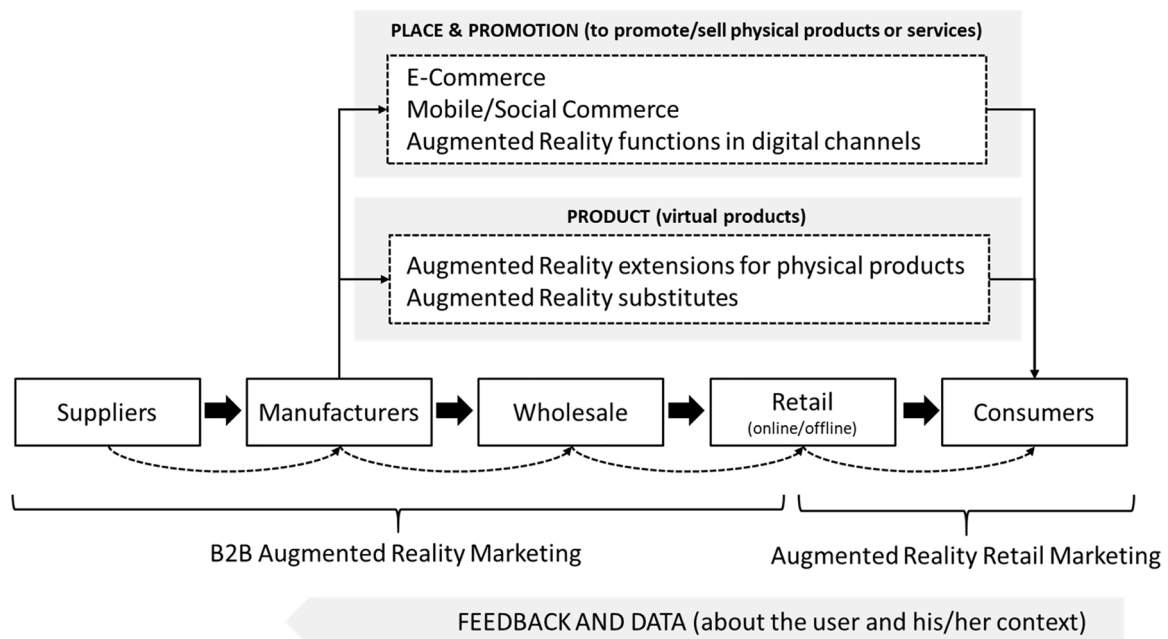 PLACE & PROMOTION (to promote/sell physical products or services)
E-Commerce
Mobile/Social Commerce
Augmented Reality functions in digital channels
PRODUCT (virtual products)
Augmented Reality extensions for physical products
Augmented Reality substitutes
Suppliers
Manufacturers
Wholesale
Retail
(online/offline)
Consumers
B2B Augmented Reality Marketing
Augmented Reality Retail Marketing
FEEDBACK AND DATA (about the user and his/her context)